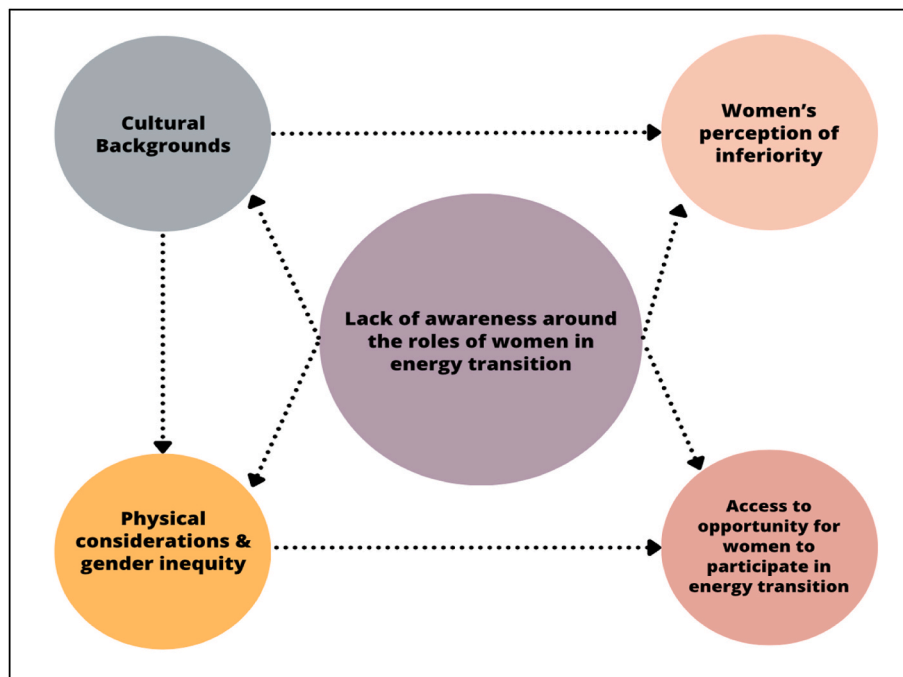 Cultural
Backgrounds
Women’s
perception of
inferiority
Lack of awareness around
the roles of women in
energy transition
Physical
considerations &
gender inequity
Access to
opportunity for
women to
participate in
energy transition